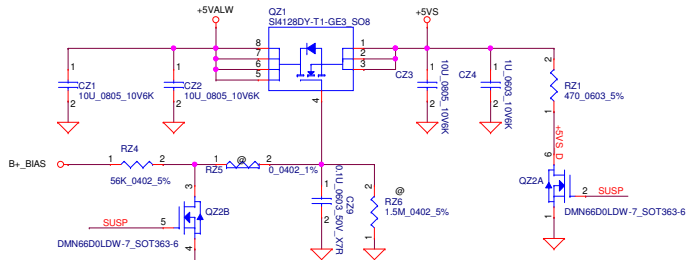 +5VALW
QZ1
SI4128DY-T1-GE3_SO8
+5VS
8
7
6
5
1
2
3
4
1
CZ1
2
10U_0805_10V6K
1
CZ2
2
10U_0805_10V6K
CZ3
1
2
10U_0805_10V6K
CZ4
1
2
1U_0603_10V6K
2
RZ1
470_0603_5%
1
+5VS_D
B+_BIAS
1
RZ4
2
56K_0402_5%
1
RZ5
@
2
0_0402_1%
1
CZ9
2
0.1U_0603_50V_X7R
2
@
RZ6
1.5M_0402_5%
1
6
QZ2A
2
SUSP
1
DMN66D0LDW-7_SOT363-6
3
QZ2B
SUSP
5
4
DMN66D0LDW-7_SOT363-6